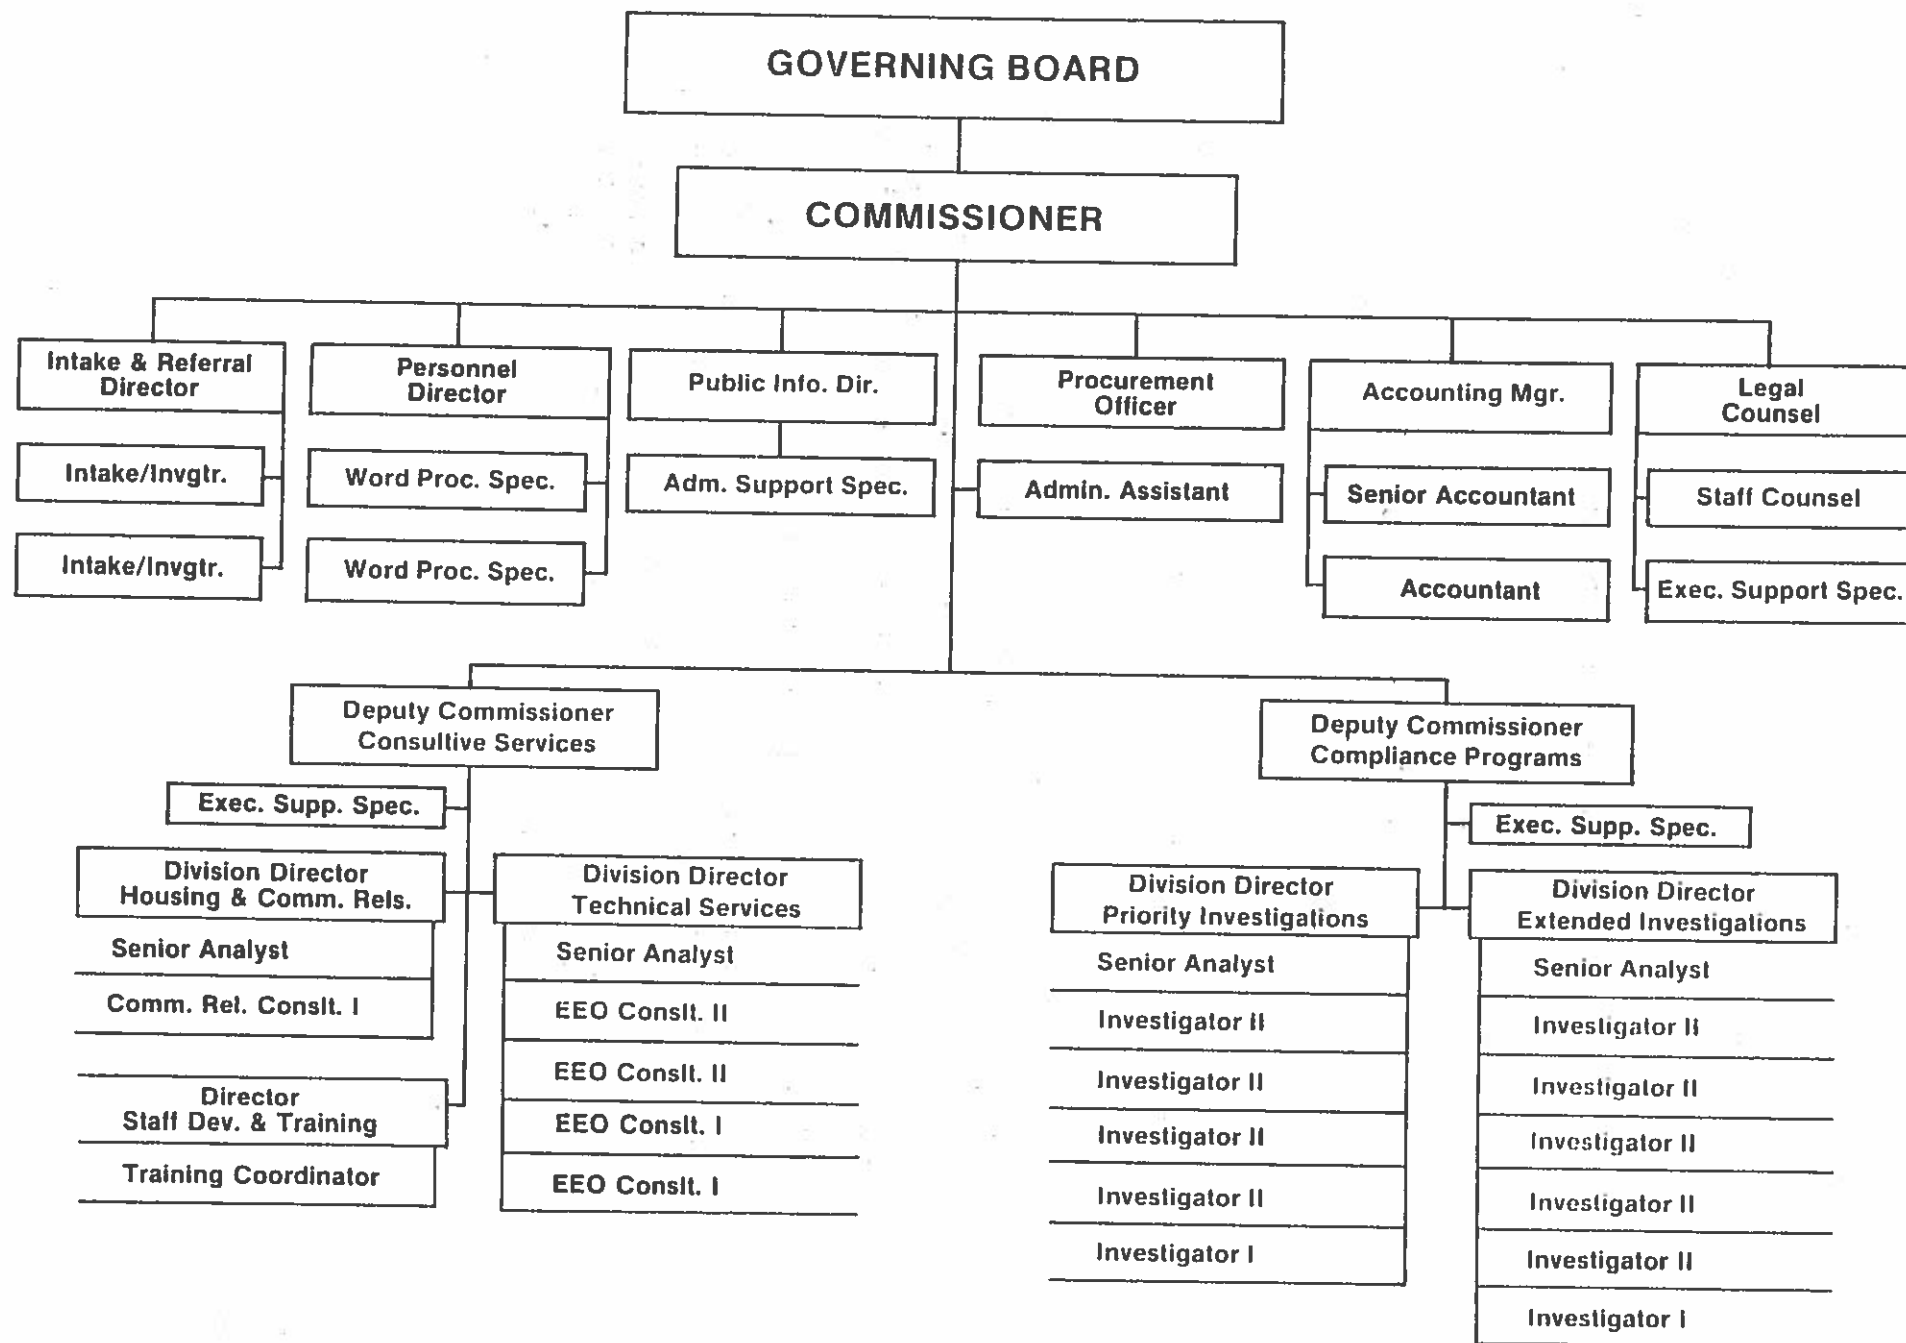 GOVERNING BOARD
COMMISSIONER
Intake & Referral
Director
Personnel
Director
Public Info. Dir.
Procurement
Officer
Accounting Mgr.
Legal
Counsel
Intake/Invgtr.
Word Proc. Spec.
Adm. Support Spec.
Admin. Assistant
Senior Accountant
Staff Counsel
Intake/Invgtr.
Word Proc. Spec.
Accountant
Exec. Support Spec.
Deputy Commissioner
Consultive Services
Exec. Supp. Spec.
Division Director
Housing & Comm. Rels.
Senior Analyst
Comm. Rel. Conslt. I
Director
Staff Dev. & Training
Training Coordinator
Division Director
Technical Services
Senior Analyst
EEO Conslt. II
EEO Conslt. II
EEO Conslt. I
EEO Conslt. I
Deputy Commissioner
Compliance Programs
Exec. Supp. Spec.
Division Director
Priority Investigations
Senior Analyst
Investigator II
Investigator II
Investigator II
Investigator II
Investigator I
Division Director
Extended Investigations
Senior Analyst
Investigator II
Investigator II
Investigator II
Investigator II
Investigator II
Investigator I